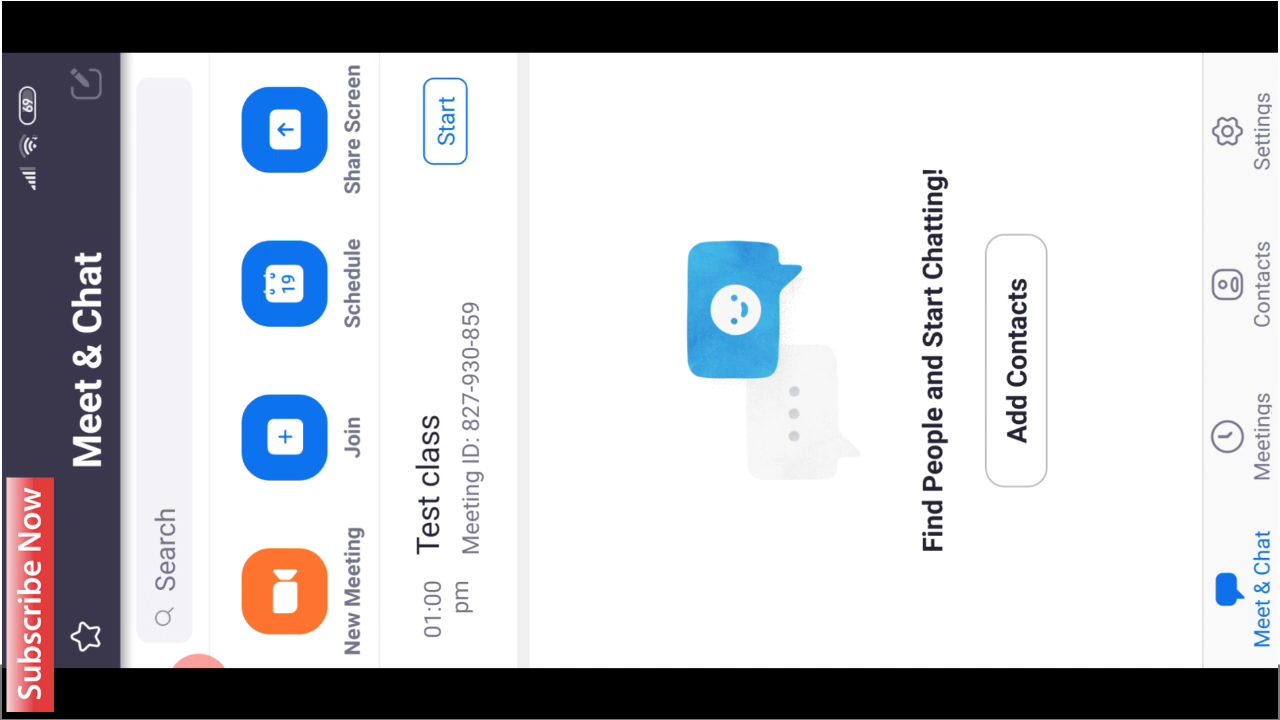 69
Meet & Chat
Subscribe Now
Search
New Meeting
Join
Schedule
19
Share Screen
01:00 pm
Test class
Meeting ID: 827-930-859
Start
Find People and Start Chatting!
Add Contacts
Meet & Chat
Meetings
Contacts
Settings